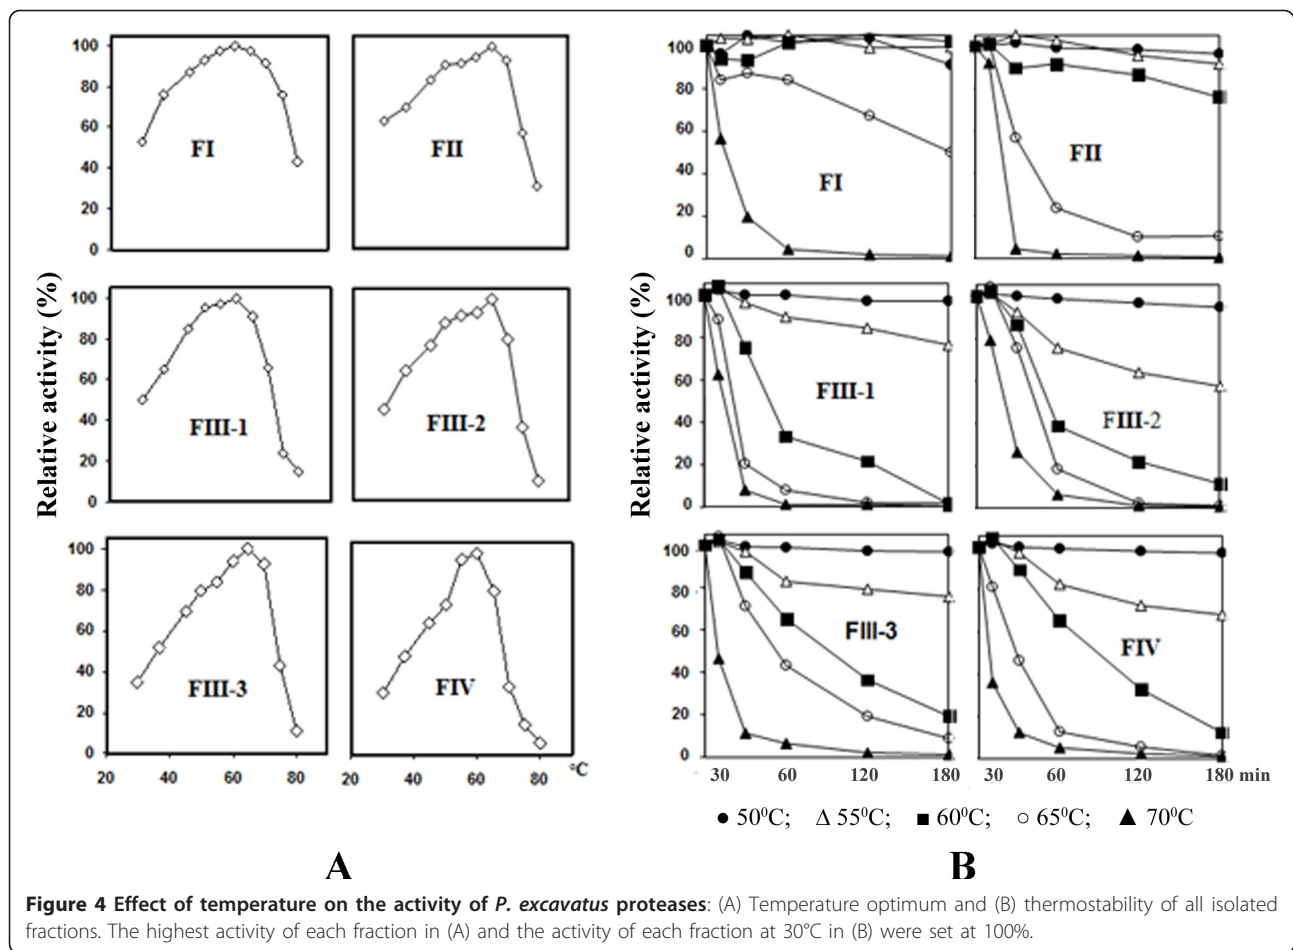 Relative activity (%)
100
80
60
40
20
0
FI
FII
100
80
60
40
20
0
FIII-1
FIII-2
100
80
60
40
20
0
FIII-3
FIV
20
40
60
80
20
40
60
80
°C
A
Relative activity (%)
100
80
60
40
20
0
FI
FII
100
80
60
40
20
0
FIII-1
FIII-2
100
80
60
40
20
0
FIII-3
FIV
30
60
120
180
30
60
120
180 min
● 50⁰C; Δ 55⁰C; ■ 60⁰C; ○ 65⁰C; ▲ 70⁰C
B
Figure 4 Effect of temperature on the activity of P. excavatus proteases: (A) Temperature optimum and (B) thermostability of all isolated
fractions. The highest activity of each fraction in (A) and the activity of each fraction at 30°C in (B) were set at 100%.